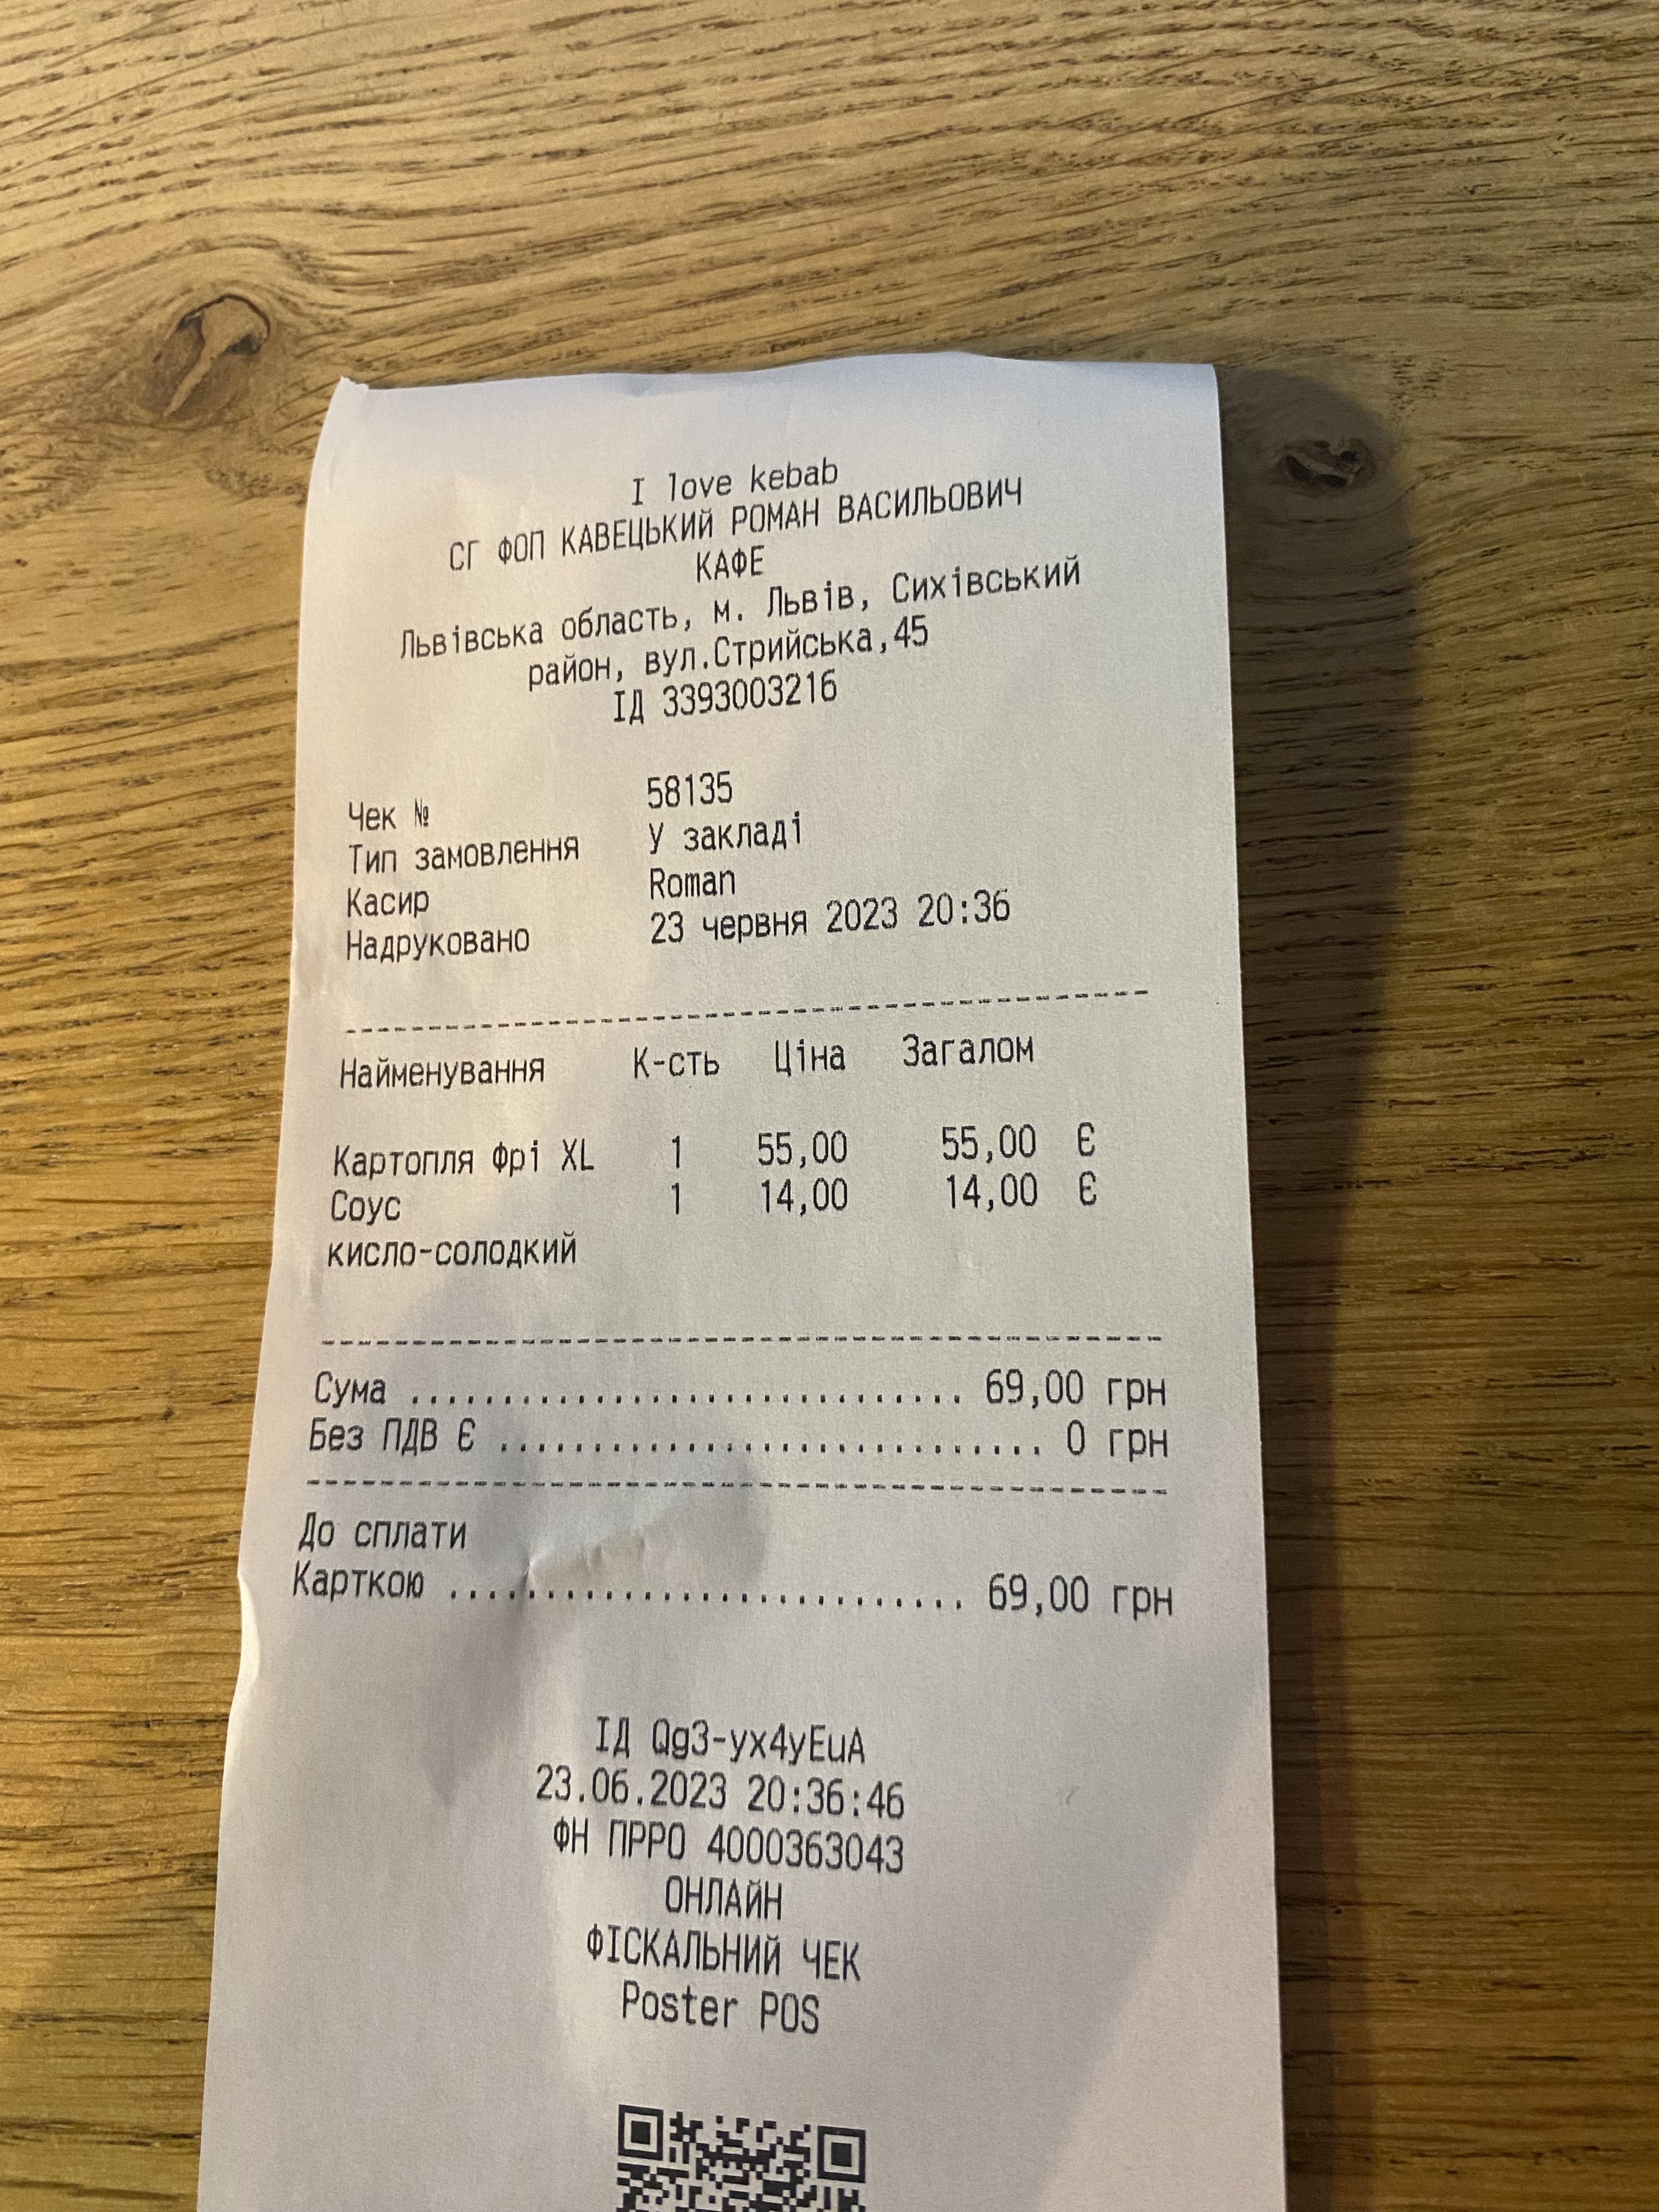 I love kebab
СГ ФОП КАВЕЦЬКИЙ РОМАН ВАСИЛЬОВИЧ
КАФЕ
Львівська область, м. Львів, Сихівський
район, вул.Стрийська,45
ІД 3393003216
Чек № 58135
Тип замовлення У закладі
Касир Roman
Надруковано 23 червня 2023 20:36
Найменування К-сть Ціна Загалом
Картопля Фрі XL 1 55,00 55,00 Є
Соус 1 14,00 14,00 Є
кисло-солодкий
Сума .............................. 69,00 грн
Без ПДВ Є .............................. 0 грн
До сплати
Карткою ............................ 69,00 грн
ІД Qg3-yx4yEuA
23.06.2023 20:36:46
ФН ПРРО 4000363043
ОНЛАЙН
ФІСКАЛЬНИЙ ЧЕК
Poster POS